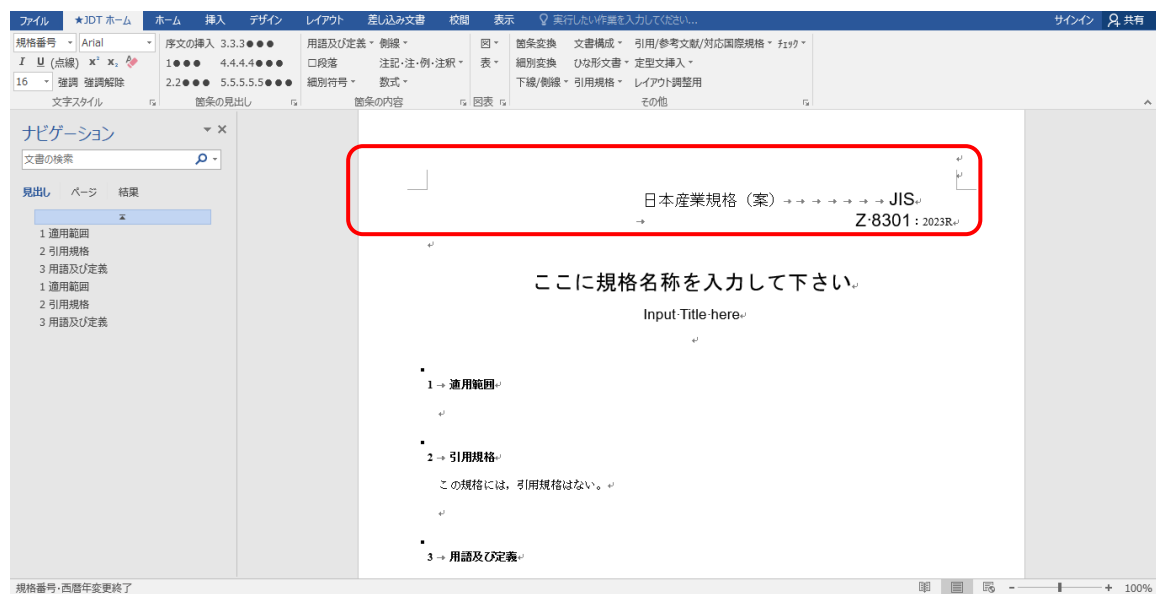 ファイル ★JDT ホーム ホーム 挿入 デザイン レイアウト 差し込み文書 校閲 表示 実行したい作業を入力してください... サインイン 共有
規格番号 Arial 序文の挿入 3.3.3●●● 用語及び定義 側線 図 箇条変換 文書構成 引用/参考文献/対応国際規格 ﾁｪｯｸ
I U (点線) x² x₂ 1●●● 4.4.4.4●●● □段落 注記·注·例·注釈 表 細別変換 ひな形文書 定型文挿入
16 強調 強調解除 2.2●●● 5.5.5.5.5●●● 細別符号 数式 下線/側線 引用規格 レイアウト調整用
文字スタイル 箇条の見出し 箇条の内容 図表 その他
ナビゲーション
文書の検索
見出し ページ 結果
1 適用範囲
2 引用規格
3 用語及び定義
1 適用範囲
2 引用規格
3 用語及び定義
日本産業規格（案）→→→→→→→JIS
→ Z·8301：2023R
ここに規格名称を入力して下さい
Input·Title·here
1→適用範囲
2→引用規格
この規格には，引用規格はない。
3→用語及び定義
規格番号·西暦年変更終了 - + 100%